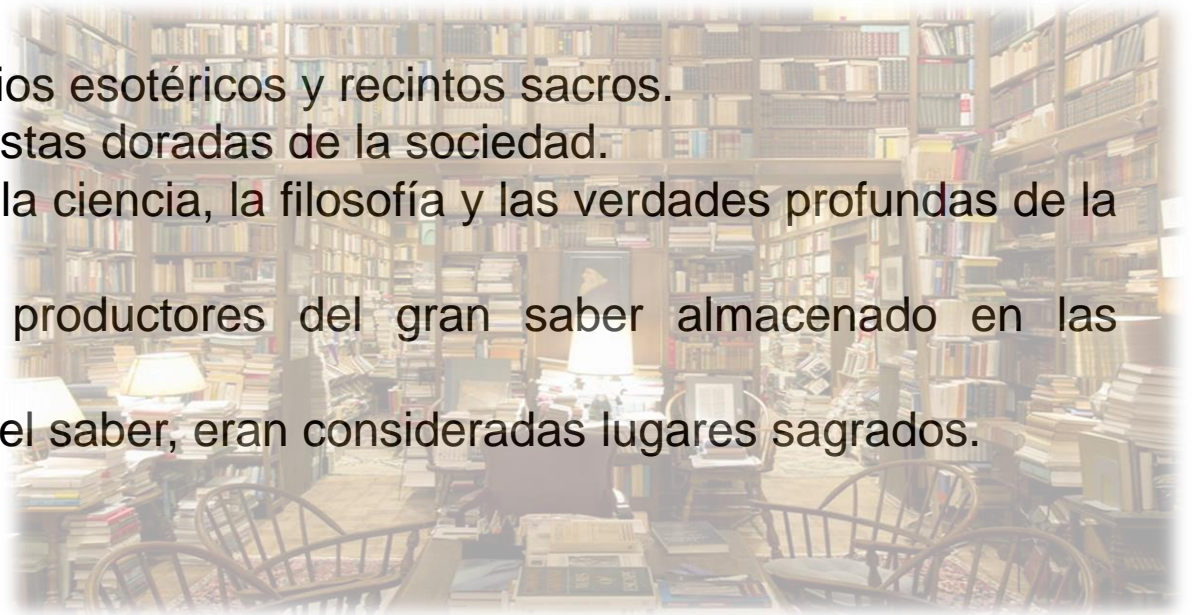 ios esotéricos y recintos sacros.
stas doradas de la sociedad.
la ciencia, la filosofía y las verdades profundas de la
productores del gran saber almacenado en las
el saber, eran consideradas lugares sagrados.